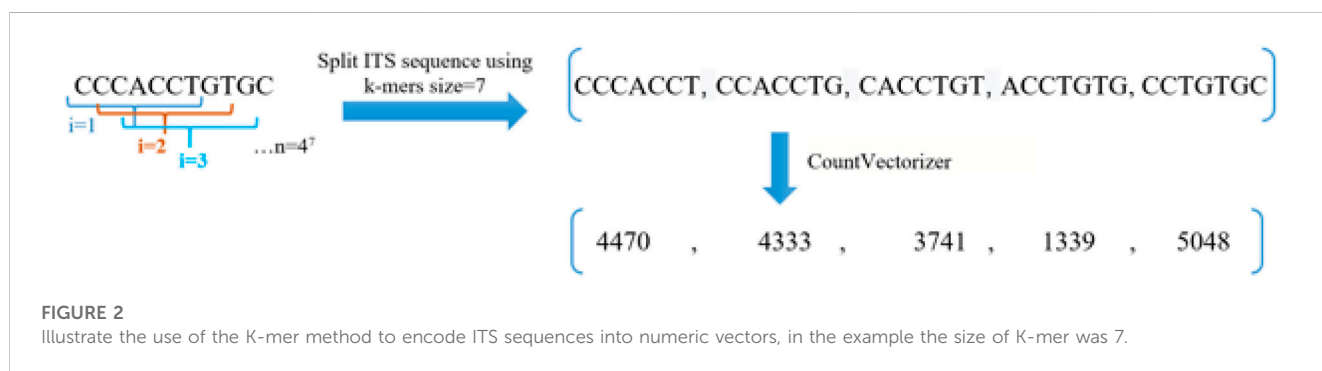 CCCACCTGTGC
i=1
i=2
i=3
…n=4⁷
Split ITS sequence using
k-mers size=7
CCCACCT, CCACCTG, CACCTGT, ACCTGTG, CCTGTGC
CountVectorizer
4470 , 4333 , 3741 , 1339 , 5048
FIGURE 2
Illustrate the use of the K-mer method to encode ITS sequences into numeric vectors, in the example the size of K-mer was 7.